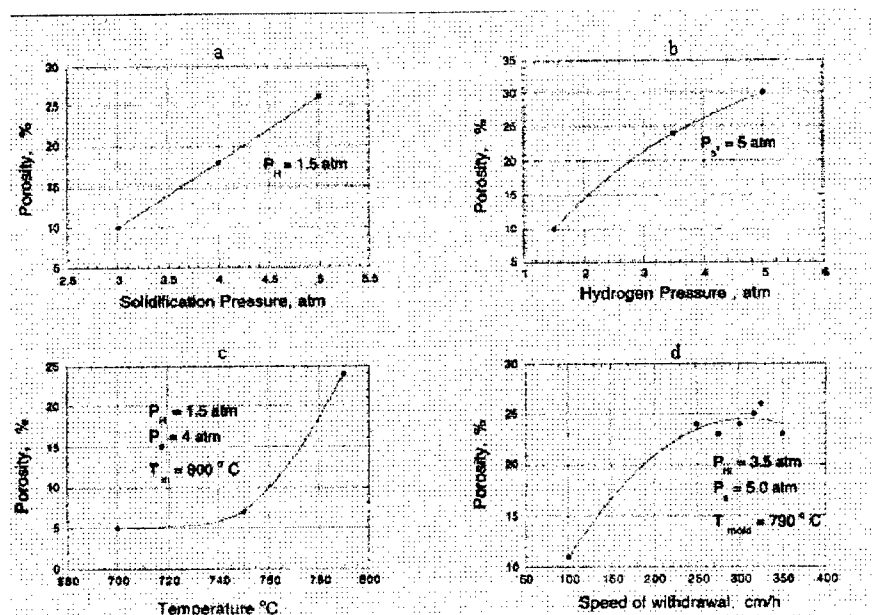 a
30
25
20
15
10
5
Porosity, %
P_H = 1.5 atm
2.5 3 3.5 4 4.5 5 5.5
Solidification Pressure, atm
b
35
30
25
20
15
10
5
Porosity, %
P_s = 5 atm
1 2 3 4 5 6
Hydrogen Pressure, atm
c
25
20
15
10
5
0
Porosity, %
P_H = 1.5 atm
P_s = 4 atm
= 800 °C
680 700 720 740 760 780 800
Temperature °C
d
30
25
20
15
10
Porosity, %
P_H = 3.5 atm
P_s = 5.0 atm
T_mold = 790 °C
50 100 150 200 250 300 350 400
Speed of withdrawal cm/h